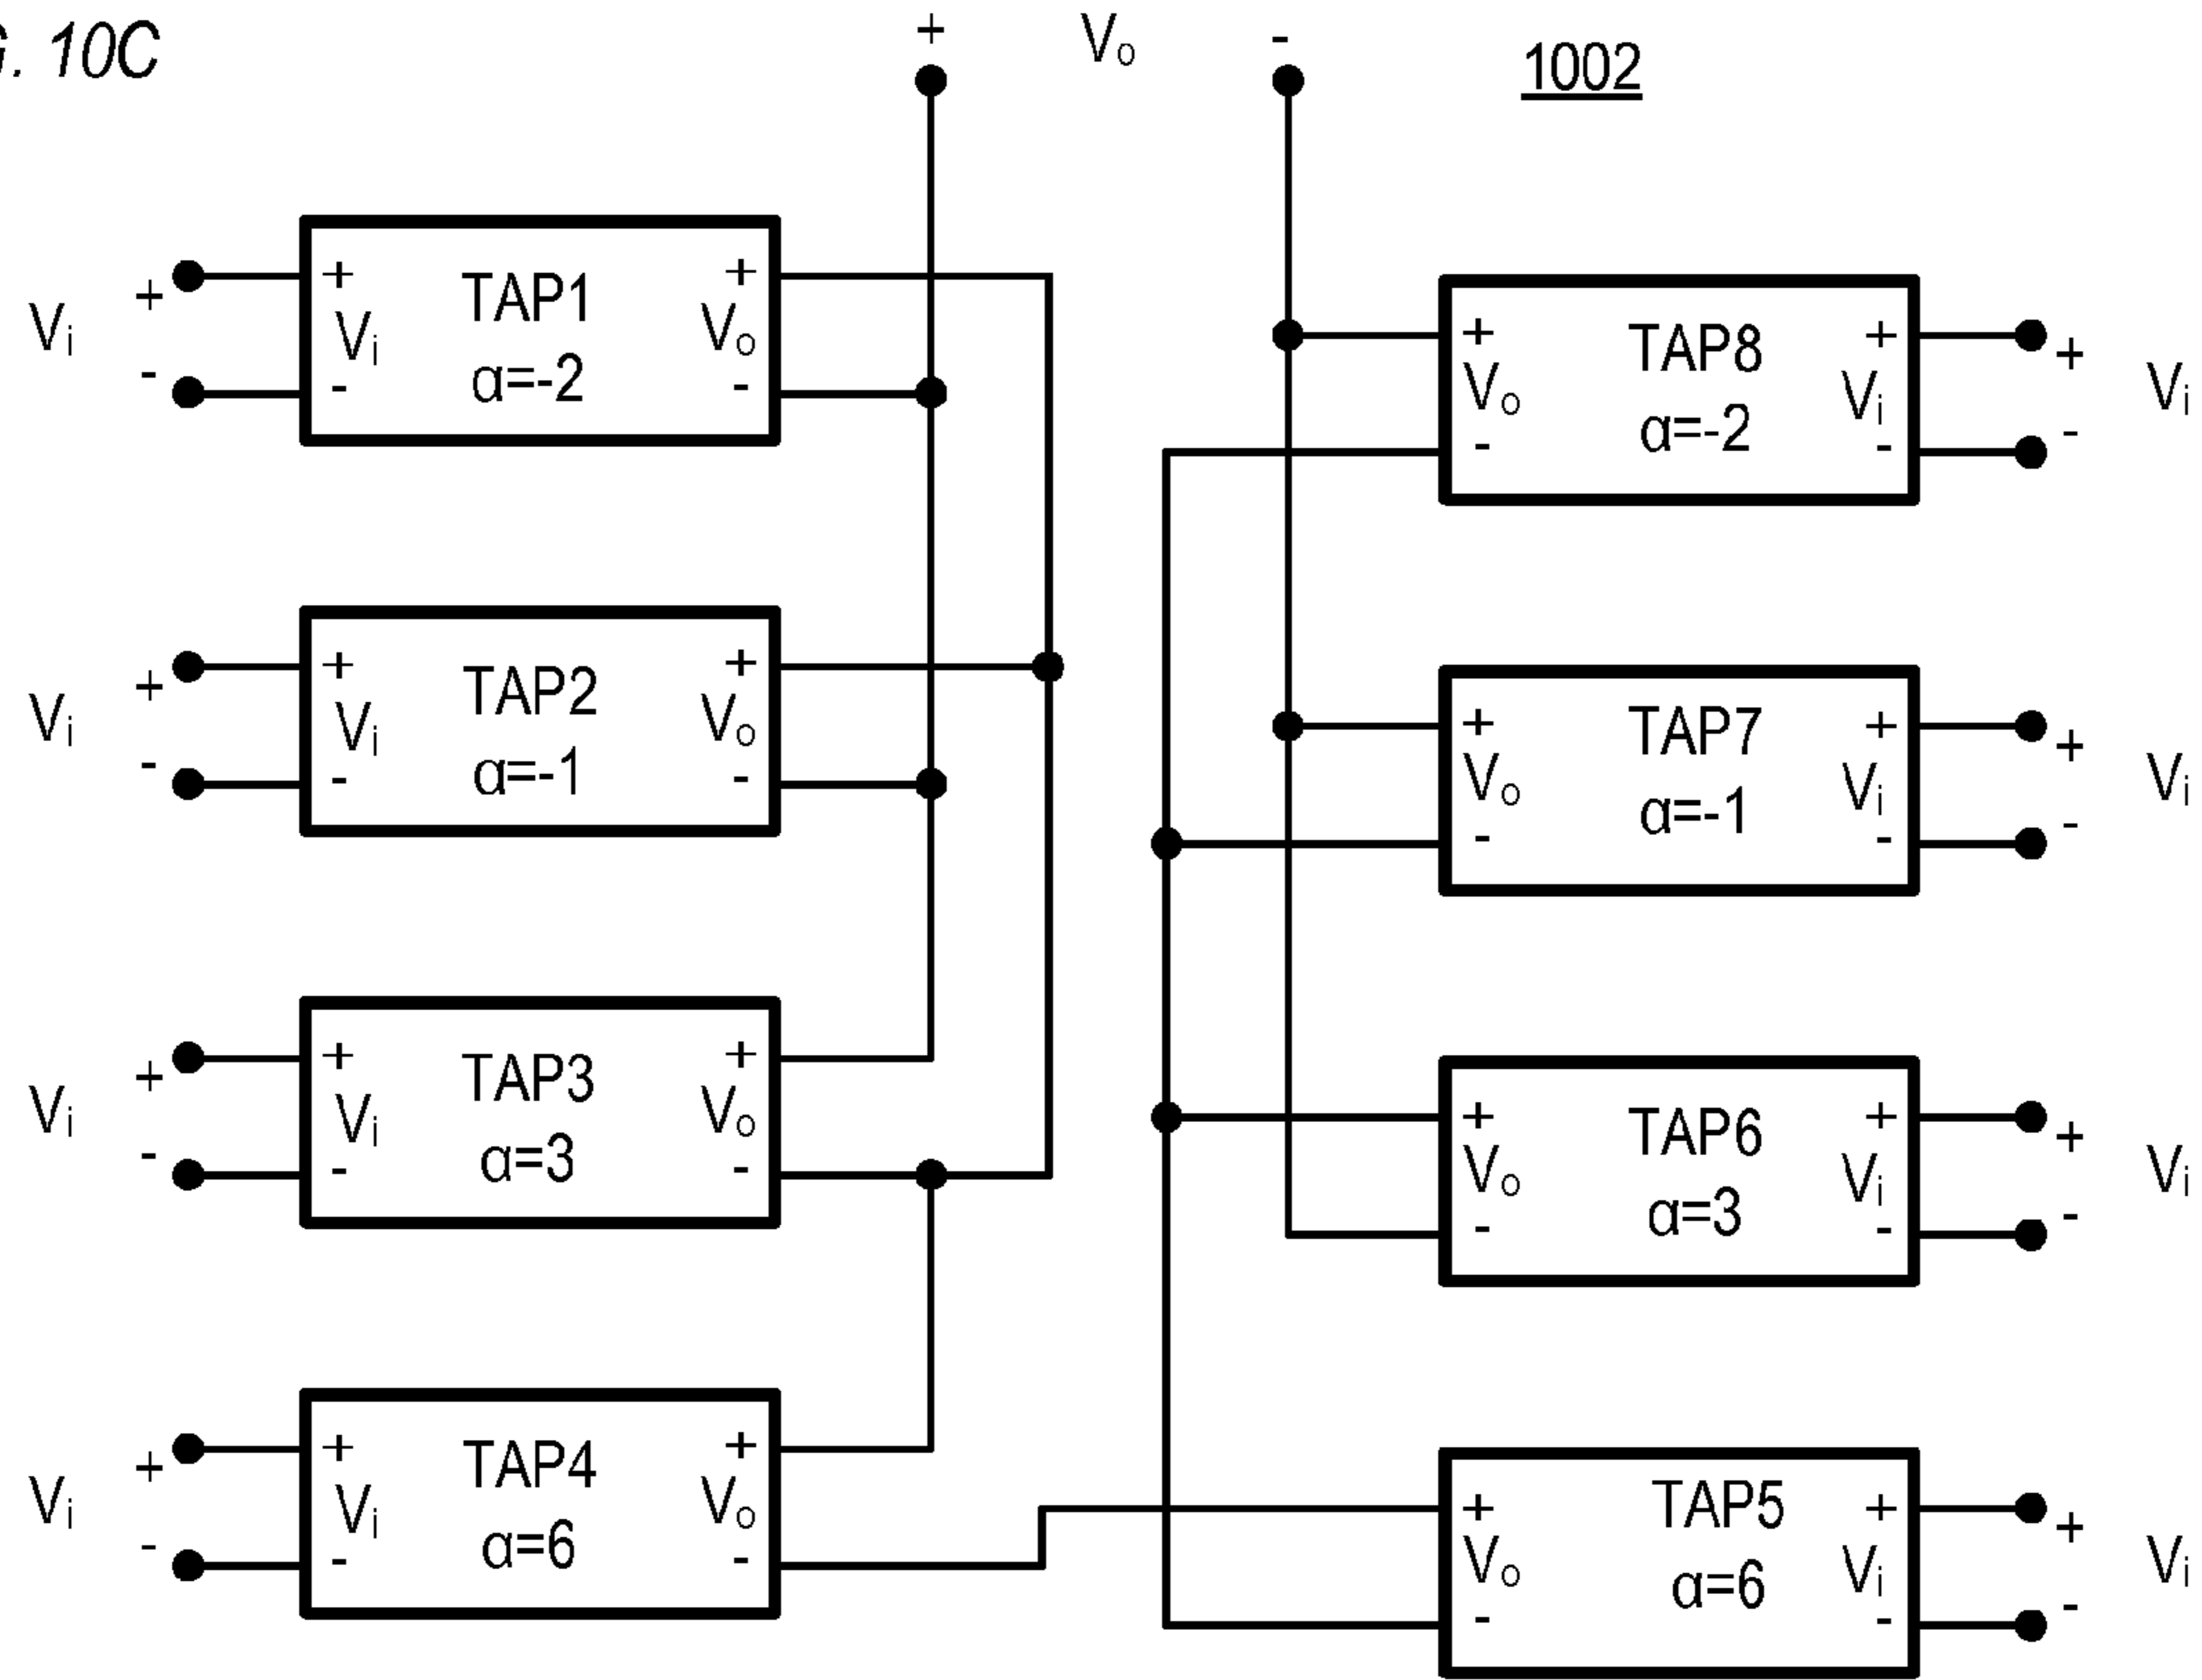 . 10C
+ Vo -
1002
+ + TAP1 + 
Vi Vi Vo
- - α=-2 -
+ TAP8 + +
Vo Vi Vi
- α=-2 - -
+ + TAP2 +
Vi Vi Vo
- - α=-1 -
+ TAP7 + +
Vo Vi Vi
- α=-1 - -
+ + TAP3 +
Vi Vi Vo
- - α=3 -
+ TAP6 + +
Vo Vi Vi
- α=3 - -
+ + TAP4 +
Vi Vi Vo
- - α=6 -
+ TAP5 + +
Vo Vi Vi
- α=6 - -